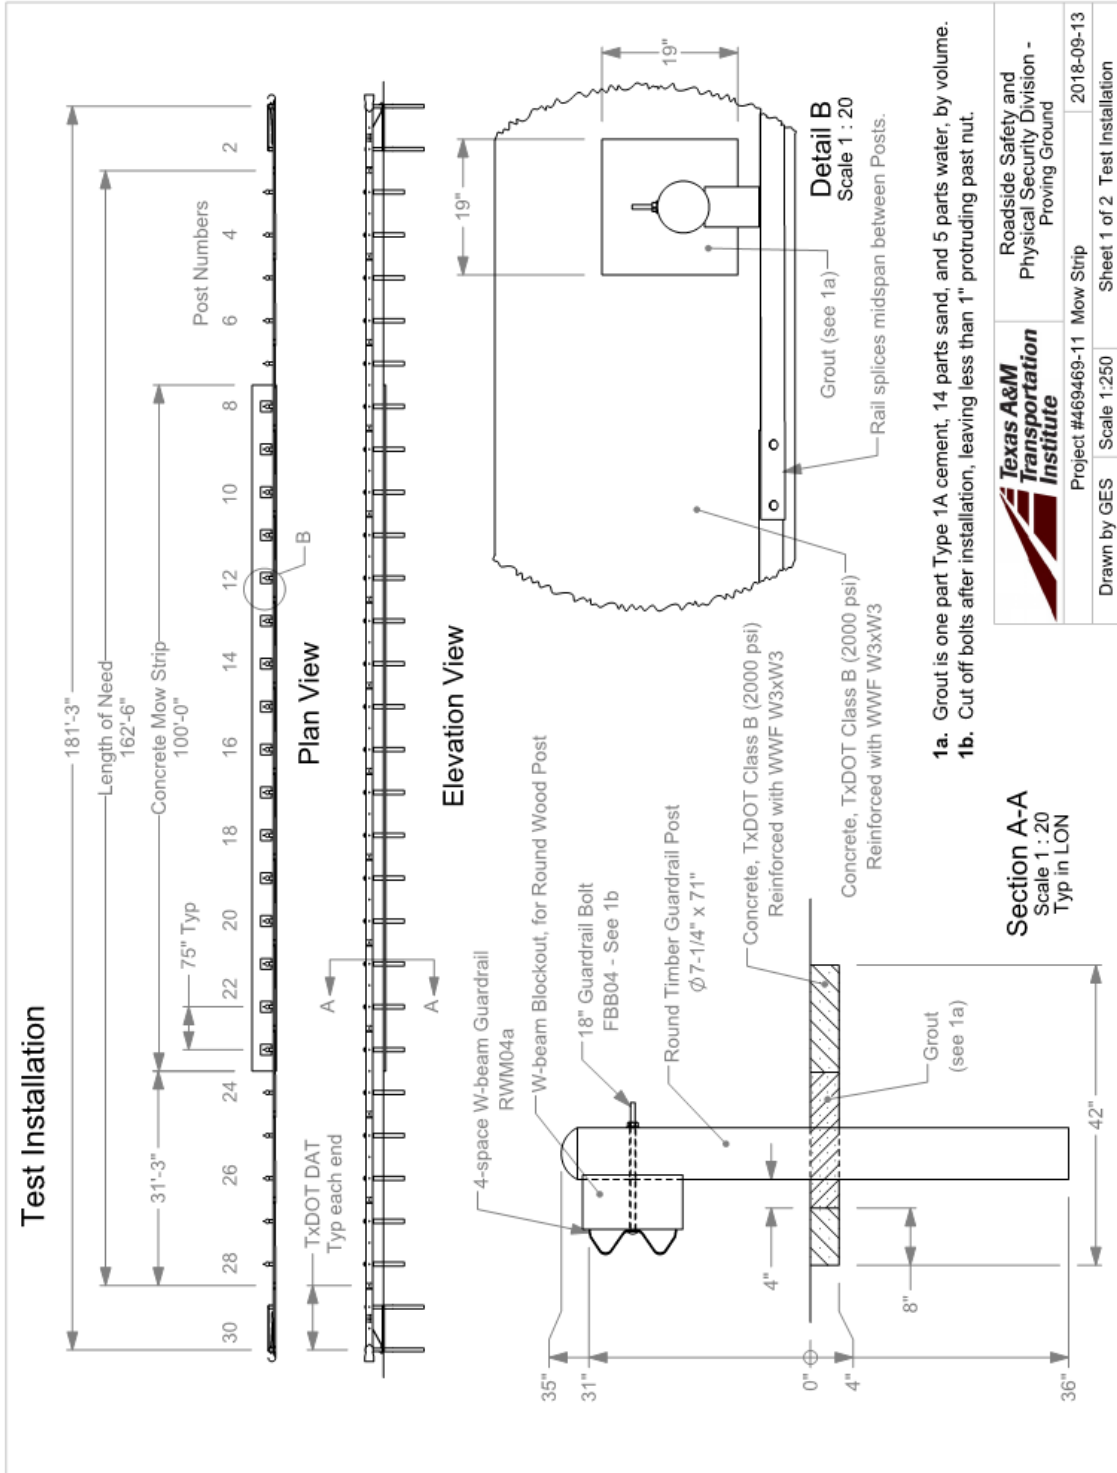 Test Installation
181'-3"
Length of Need
162'-6"
Concrete Mow Strip
100'-0"
31'-3"
75" Typ
Post Numbers
30
28
26
24
22
20
18
16
14
12
10
8
6
4
2
TxDOT DAT
Typ each end
B
Plan View
A
A
Elevation View
4-space W-beam Guardrail
RWM04a
W-beam Blockout, for Round Wood Post
18" Guardrail Bolt
FBB04 - See 1b
Round Timber Guardrail Post
Ø7-1/4" x 71"
Concrete, TxDOT Class B (2000 psi)
Reinforced with WWF W3xW3
Concrete, TxDOT Class B (2000 psi)
Reinforced with WWF W3xW3
35"
31"
0"
4"
36"
4"
8"
42"
Grout
(see 1a)
Section A-A
Scale 1 : 20
Typ in LON
19"
19"
Grout (see 1a)
Rail splices midspan between Posts.
Detail B
Scale 1 : 20
1a. Grout is one part Type 1A cement, 14 parts sand, and 5 parts water, by volume.
1b. Cut off bolts after installation, leaving less than 1" protruding past nut.
Texas A&M
Transportation
Institute
Roadside Safety and
Physical Security Division -
Proving Ground
Project #469469-11 Mow Strip
2018-09-13
Drawn by GES
Scale 1:250
Sheet 1 of 2 Test Installation